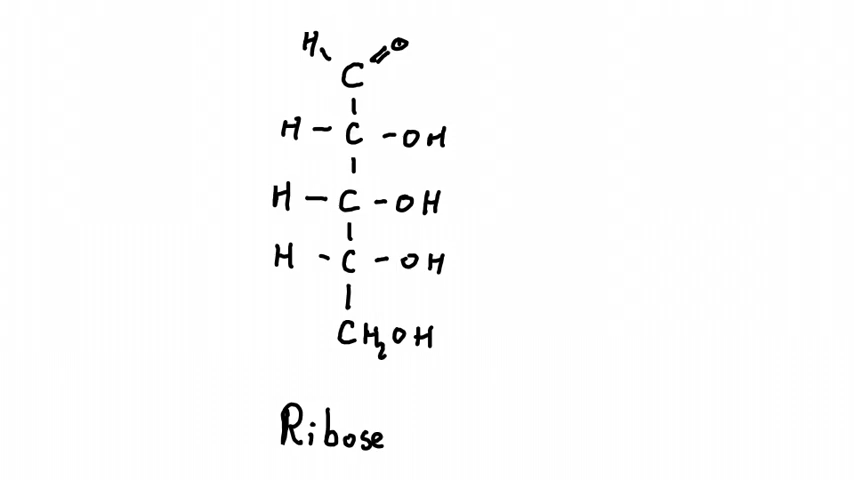 H O
C
H - C - OH
H - C - OH
H - C - OH
CH₂OH
Ribose